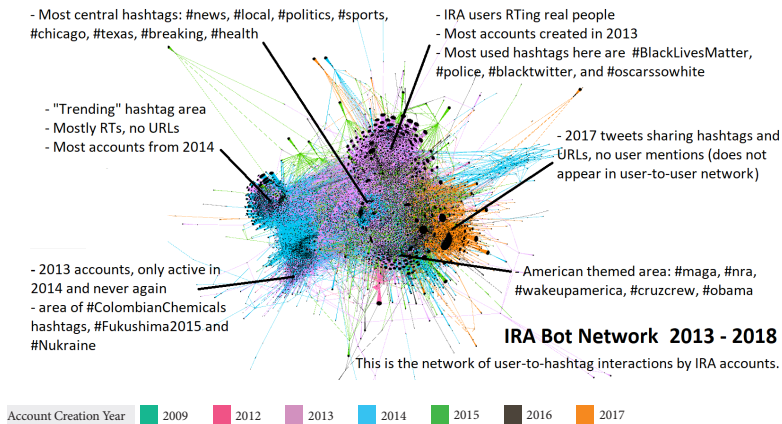 - Most central hashtags: #news, #local, #politics, #sports,
#chicago, #texas, #breaking, #health
- IRA users RTing real people
- Most accounts created in 2013
- Most used hashtags here are #BlackLivesMatter,
#police, #blacktwitter, and #oscarssowhite
- "Trending" hashtag area
- Mostly RTs, no URLs
- Most accounts from 2014
- 2017 tweets sharing hashtags and
URLs, no user mentions (does not
appear in user-to-user network)
- 2013 accounts, only active in
2014 and never again
- area of #ColombianChemicals
hashtags, #Fukushima2015 and
#Nukraine
- American themed area: #maga, #nra,
#wakeupamerica, #cruzcrew, #obama
IRA Bot Network 2013 - 2018
This is the network of user-to-hashtag interactions by IRA accounts.
Account Creation Year 2009 2012 2013 2014 2015 2016 2017